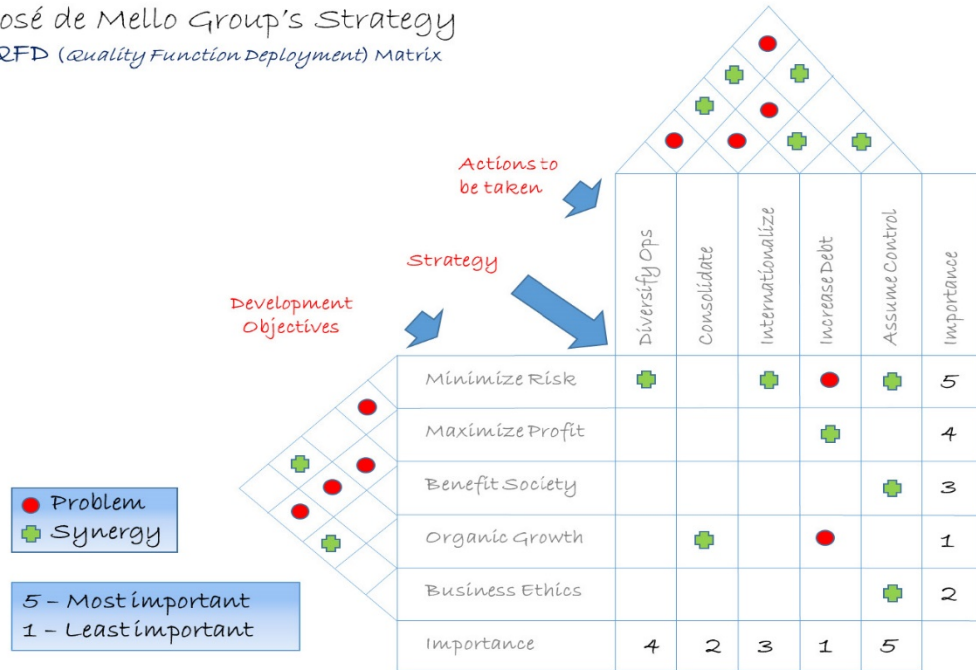 osé de Mello Group's Strategy
QFD (Quality Function Deployment) Matrix
Actions to
be taken
Strategy
Development
Objectives
Diversify Ops
Consolidate
Internationalize
Increase Debt
Assume Control
Importance
Minimize Risk 5
Maximize Profit 4
Benefit Society 3
Organic Growth 1
Business Ethics 2
Importance 4 2 3 1 5
Problem
Synergy
5 – Most important
1 – Least important